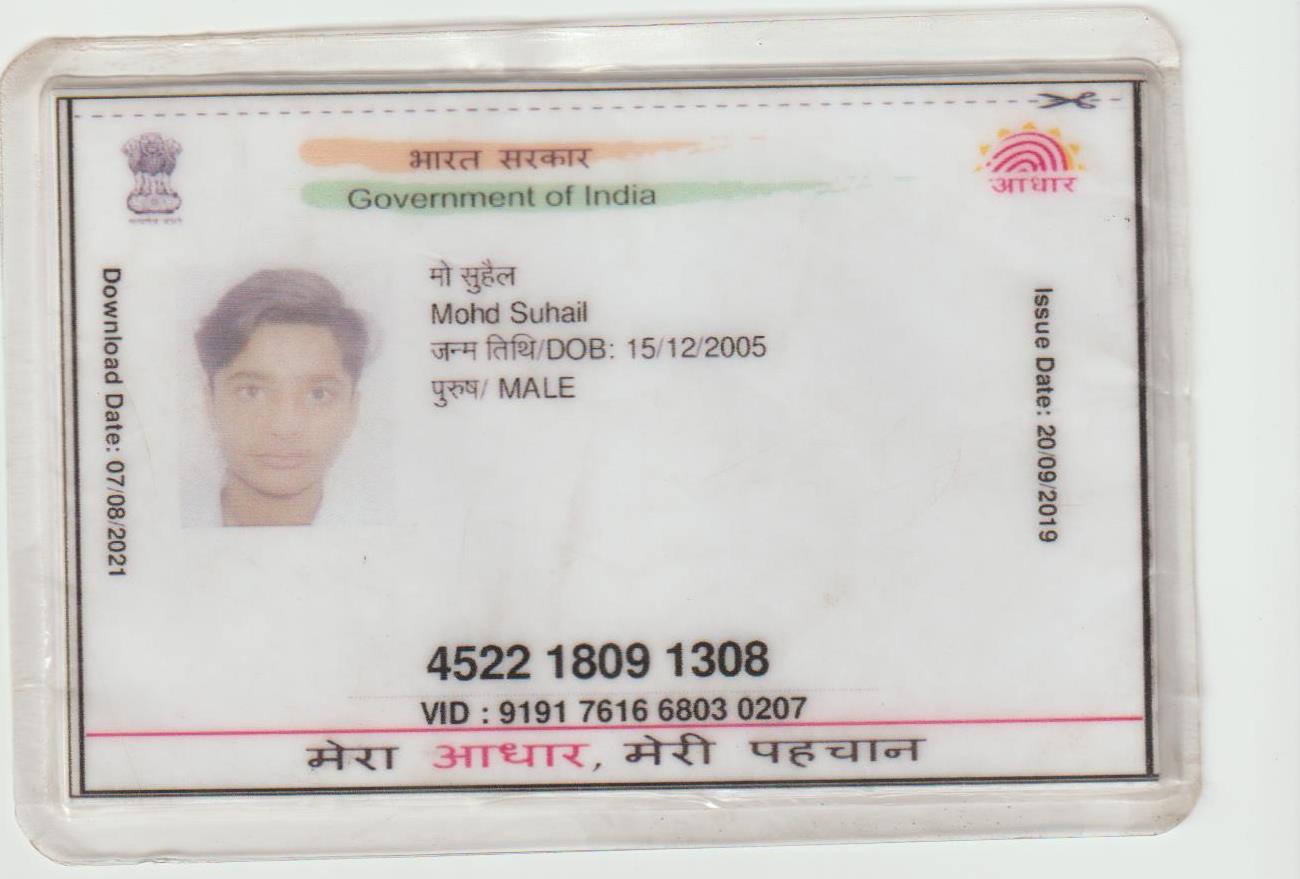 भारत सरकार
Government of India
आधार
Download Date: 07/08/2021
मो सुहैल
Mohd Suhail
जन्म तिथि/DOB: 15/12/2005
पुरुष/ MALE
Issue Date: 20/09/2019
4522 1809 1308
VID : 9191 7616 6803 0207
मेरा आधार, मेरी पहचान